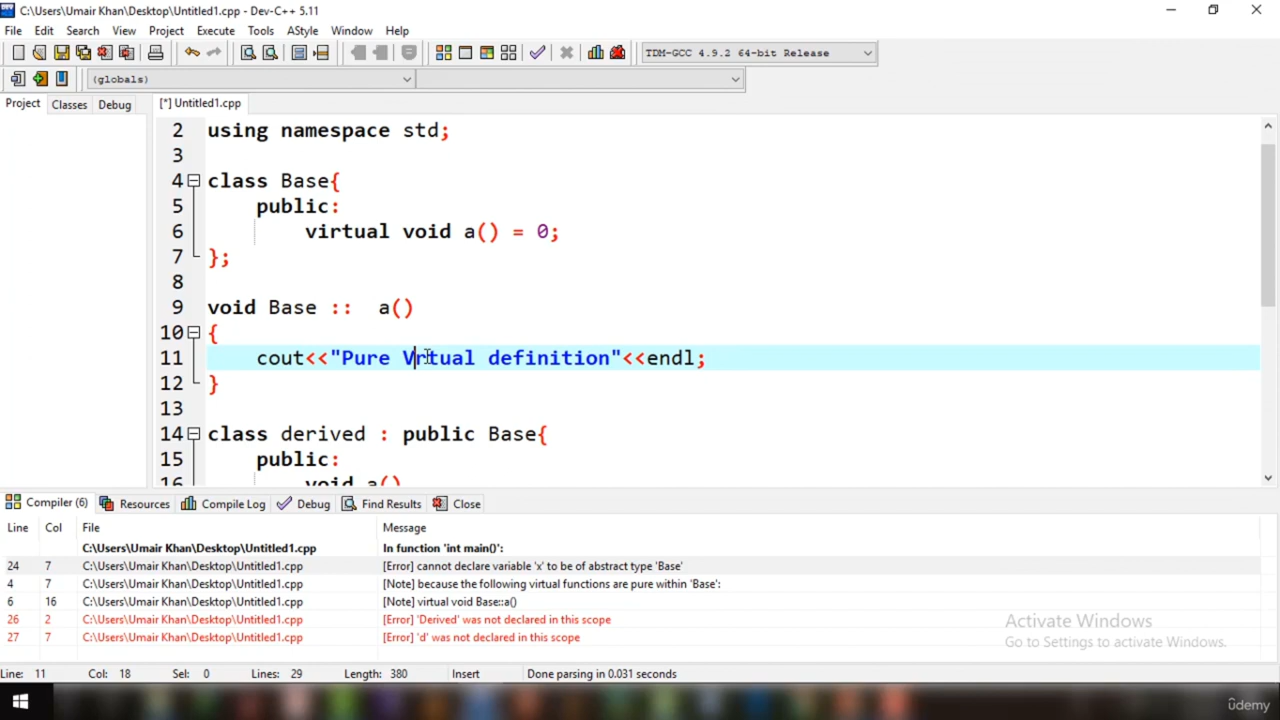 C:\Users\Umair Khan\Desktop\Untitled1.cpp - Dev-C++ 5.11
File Edit Search View Project Execute Tools AStyle Window Help
TDM-GCC 4.9.2 64-bit Release
(globals)
Project Classes Debug [*] Untitled1.cpp
2 using namespace std;
3
4 class Base{
5 public:
6 virtual void a() = 0;
7 };
8
9 void Base :: a()
10 {
11 cout<<"Pure Vrtual definition"<<endl;
12 }
13
14 class derived : public Base{
15 public:
16 void a()
Compiler (6) Resources Compile Log Debug Find Results Close
Line Col File Message
C:\Users\Umair Khan\Desktop\Untitled1.cpp In function 'int main()':
24 7 C:\Users\Umair Khan\Desktop\Untitled1.cpp [Error] cannot declare variable 'x' to be of abstract type 'Base'
4 7 C:\Users\Umair Khan\Desktop\Untitled1.cpp [Note] because the following virtual functions are pure within 'Base':
6 16 C:\Users\Umair Khan\Desktop\Untitled1.cpp [Note] virtual void Base::a()
26 2 C:\Users\Umair Khan\Desktop\Untitled1.cpp [Error] 'Derived' was not declared in this scope
27 7 C:\Users\Umair Khan\Desktop\Untitled1.cpp [Error] 'd' was not declared in this scope
Activate Windows
Go to Settings to activate Windows.
Line: 11 Col: 18 Sel: 0 Lines: 29 Length: 380 Insert Done parsing in 0.031 seconds
ûdemy